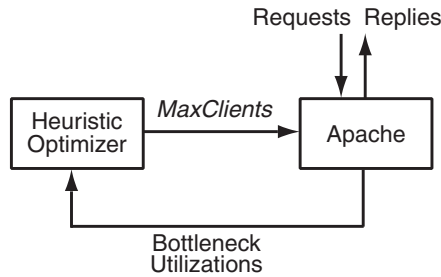 Requests Replies
MaxClients
Heuristic
Optimizer
Apache
Bottleneck
Utilizations